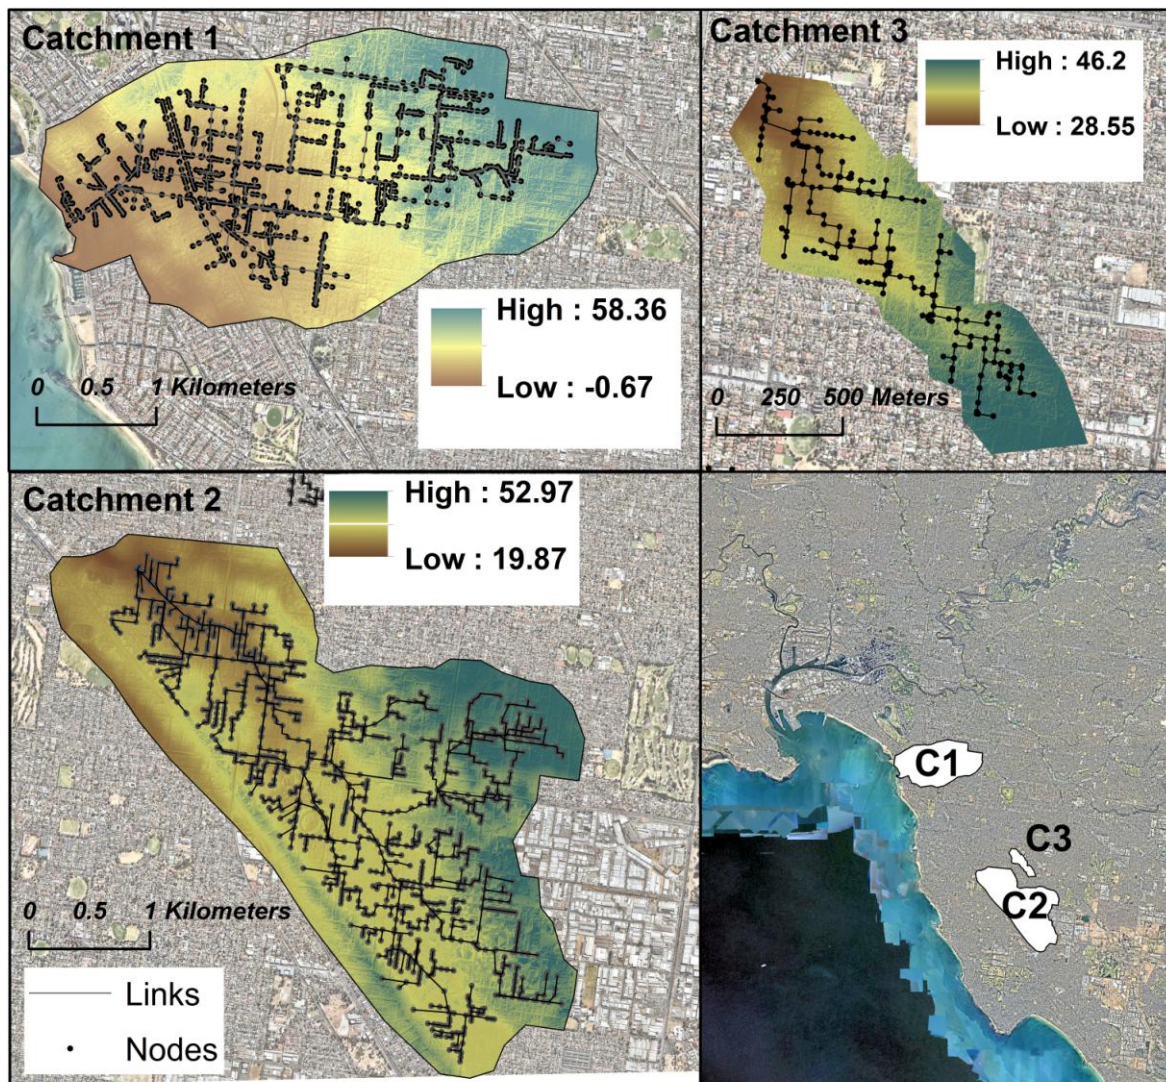 Catchment 1
High : 58.36
Low : -0.67
0 0.5 1 Kilometers
Catchment 3
High : 46.2
Low : 28.55
0 250 500 Meters
Catchment 2
High : 52.97
Low : 19.87
0 0.5 1 Kilometers
Links
Nodes
C1
C3
C2